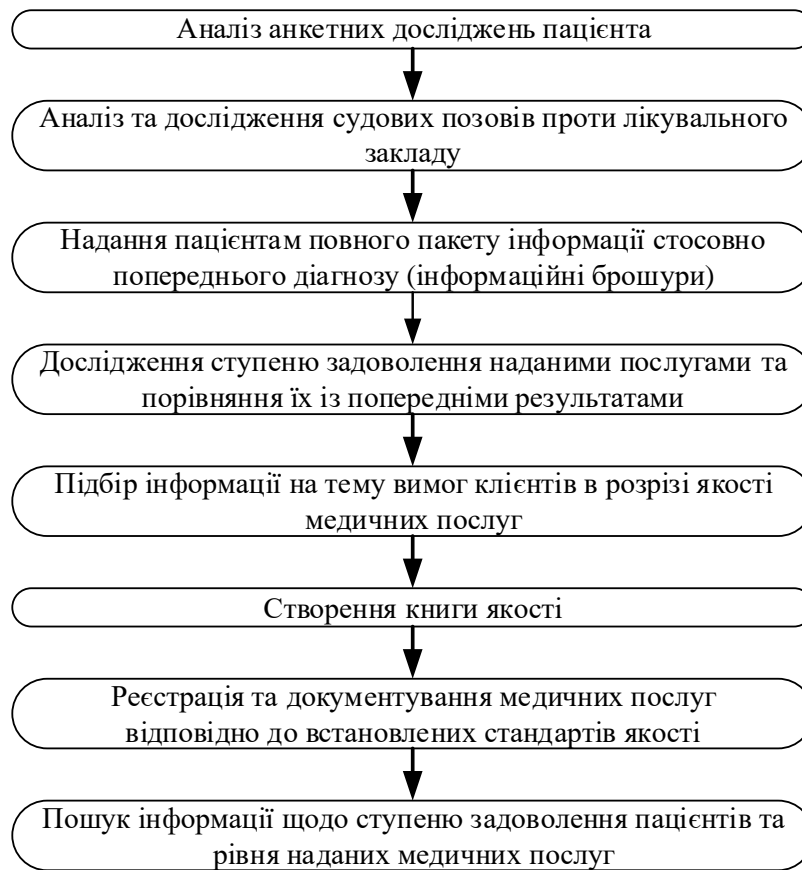 Аналіз анкетних досліджень пацієнта
Аналіз та дослідження судових позовів проти лікувального
закладу
Надання пацієнтам повного пакету інформації стосовно
попереднього діагнозу (інформаційні брошури)
Дослідження ступеню задоволення наданими послугами та
порівняння їх із попередніми результатами
Підбір інформації на тему вимог клієнтів в розрізі якості
медичних послуг
Створення книги якості
Реєстрація та документування медичних послуг
відповідно до встановлених стандартів якості
Пошук інформації щодо ступеню задоволення пацієнтів та
рівня наданих медичних послуг